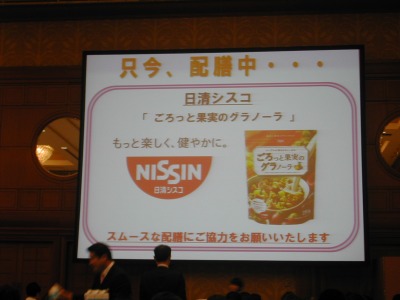 只今、配膳中・・・
日清シスコ
「 ごろっと果実のグラノーラ 」
もっと楽しく、健やかに。
NISSIN
日清シスコ
ごろっと果実の
グラノーラ
スムースな配膳にご協力をお願いいたします